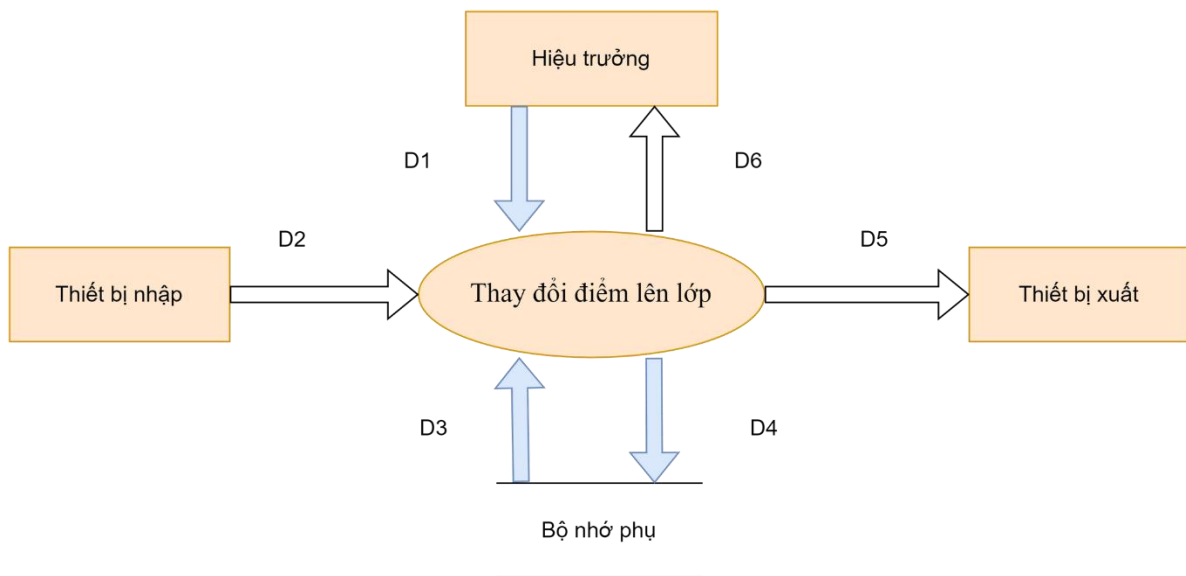 Hiệu trưởng
D1
D6
D2
D5
Thiết bị nhập
Thay đổi điểm lên lớp
Thiết bị xuất
D3
D4
Bộ nhớ phụ